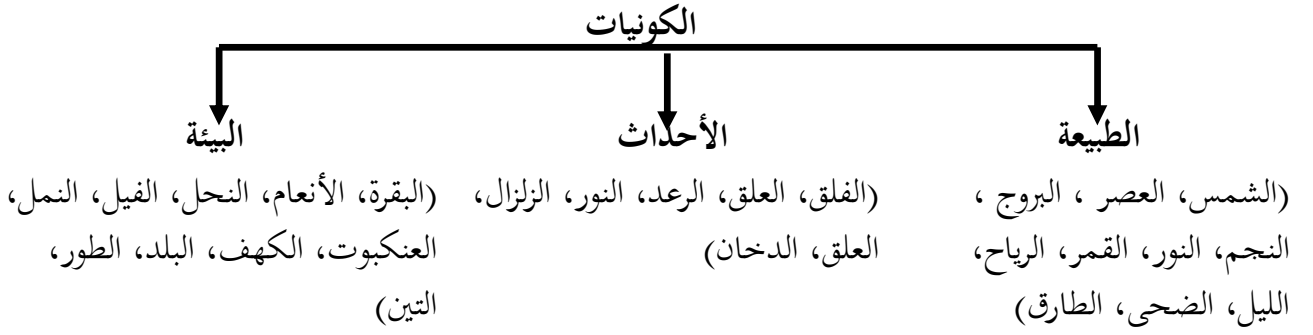 الكونيات
الطبيعة
(الشمس، العصر ، البروج ،
النجم، النور، القمر، الرياح،
الليل، الضحى، الطارق)
الأحداث
(الفلق، العلق، الرعد، النور، الزلزال،
العلق، الدخان)
البيئة
(البقرة، الأنعام، النحل، الفيل، النمل،
العنكبوت، الكهف، البلد، الطور،
التين)